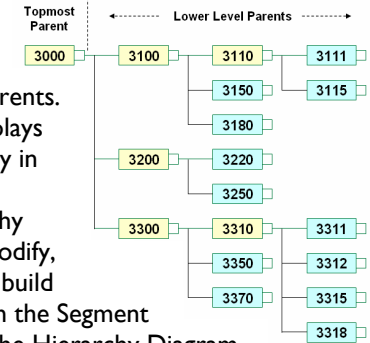 Topmost
Parent
Lower Level Parents
3000 3100 3110 3111
3150 3115
3180
3200 3220
3250
3300 3310 3311
3350 3312
3370 3315
3318
rents.
plays
y in
hy
odify,
build
n the Segment
he Hierarchy Diagram